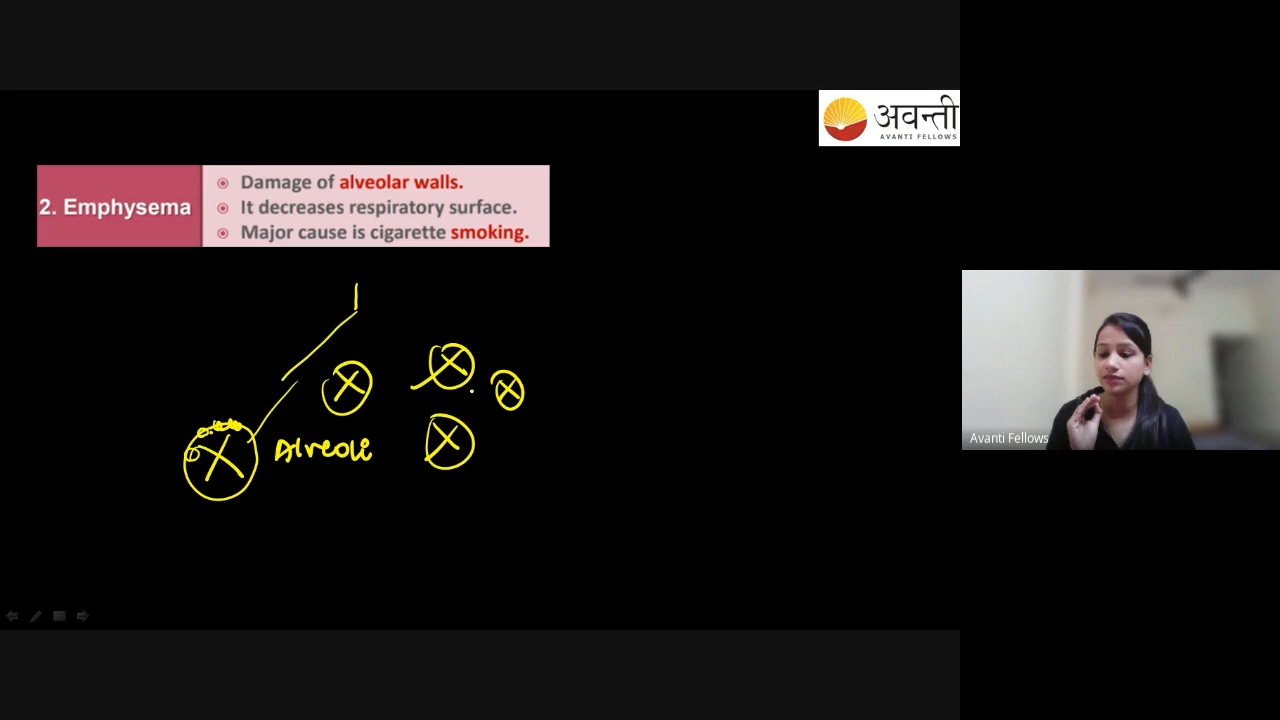 अवन्ती
AVANTI FELLOWS
2. Emphysema
Damage of alveolar walls.
It decreases respiratory surface.
Major cause is cigarette smoking.
Alveoli
Avanti Fellows